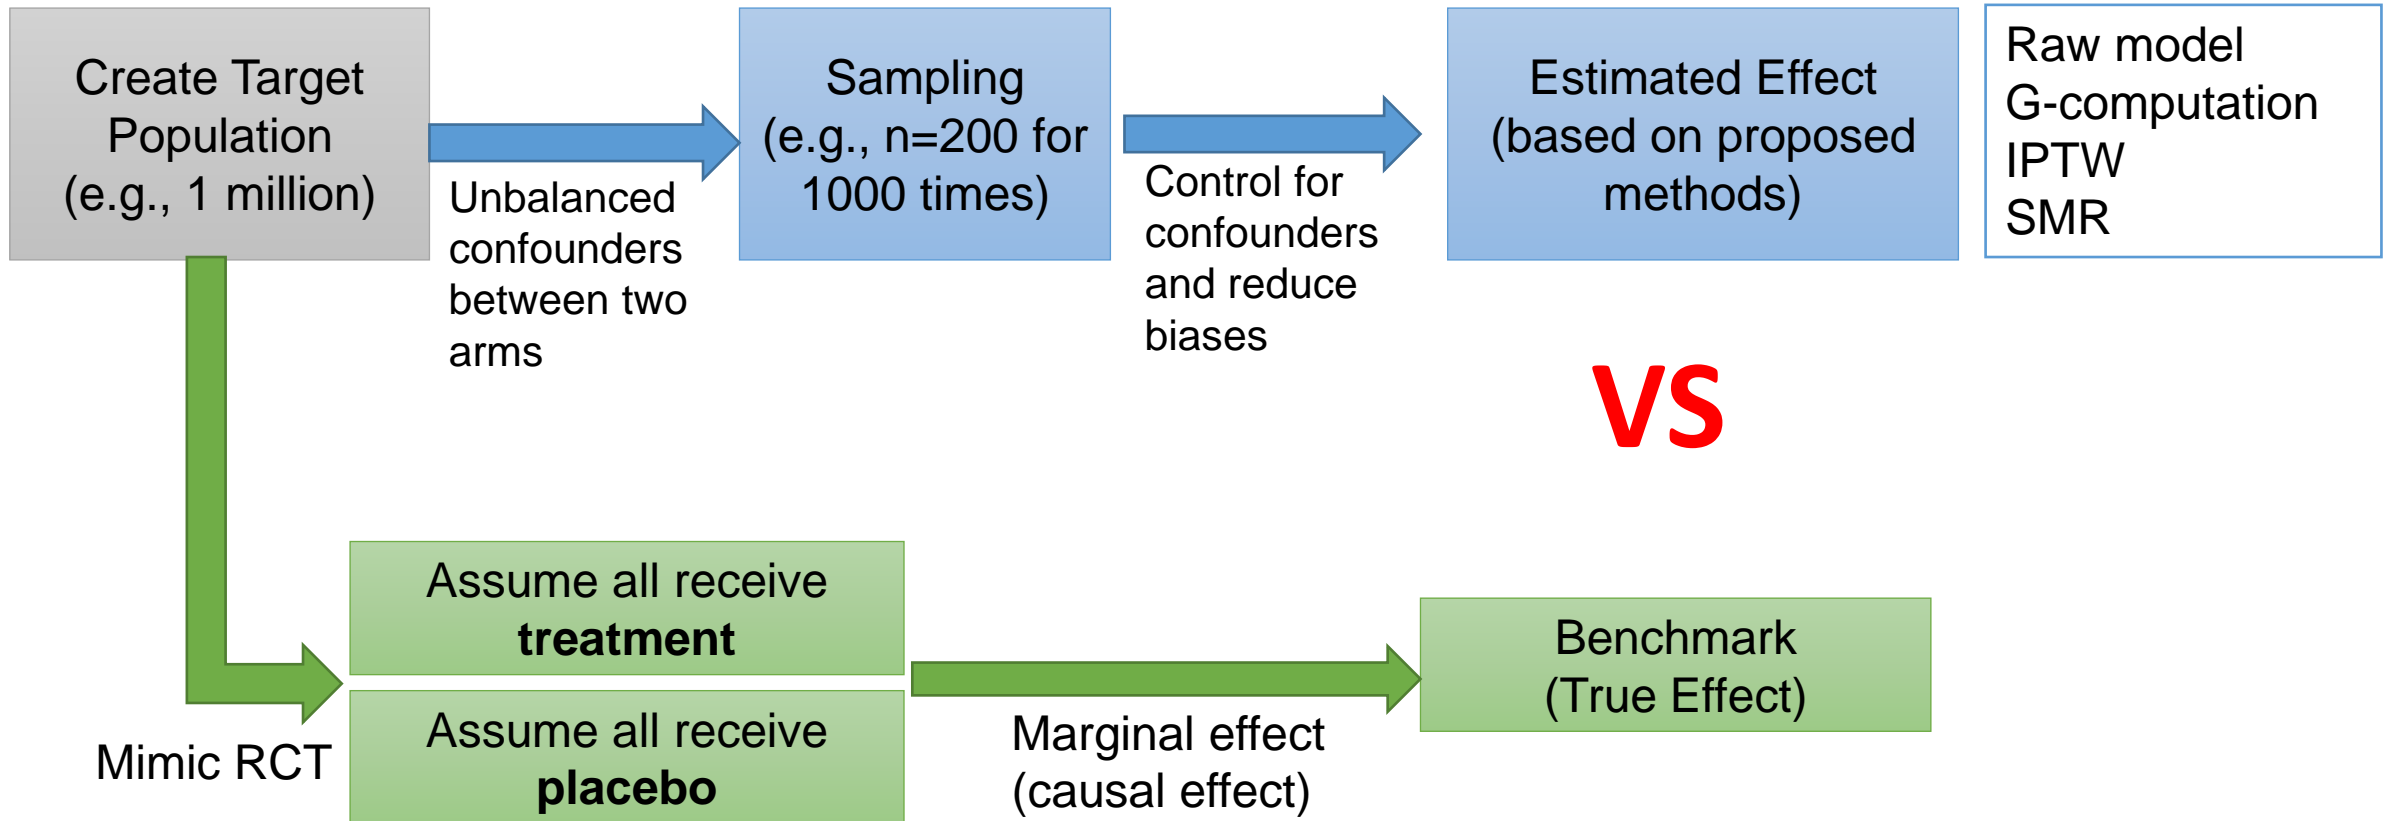 Create Target
Population
(e.g., 1 million)
Unbalanced
confounders
between two
arms
Sampling
(e.g., n=200 for
1000 times)
Control for
confounders
and reduce
biases
Estimated Effect
(based on proposed
methods)
Raw model
G-computation
IPTW
SMR
VS
Mimic RCT
Assume all receive
treatment
Assume all receive
placebo
Marginal effect
(causal effect)
Benchmark
(True Effect)